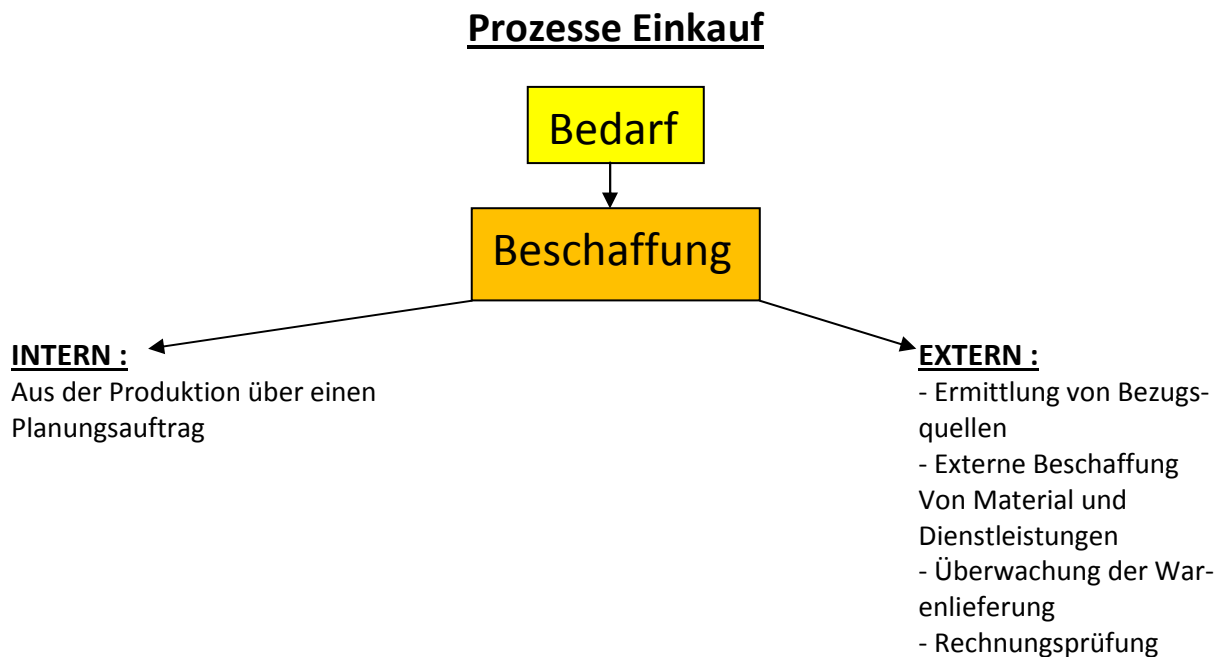 Prozesse Einkauf
Bedarf
Beschaffung
INTERN :
Aus der Produktion über einen
Planungsauftrag
EXTERN :
- Ermittlung von Bezugs-
quellen
- Externe Beschaffung
Von Material und
Dienstleistungen
- Überwachung der War-
enlieferung
- Rechnungsprüfung